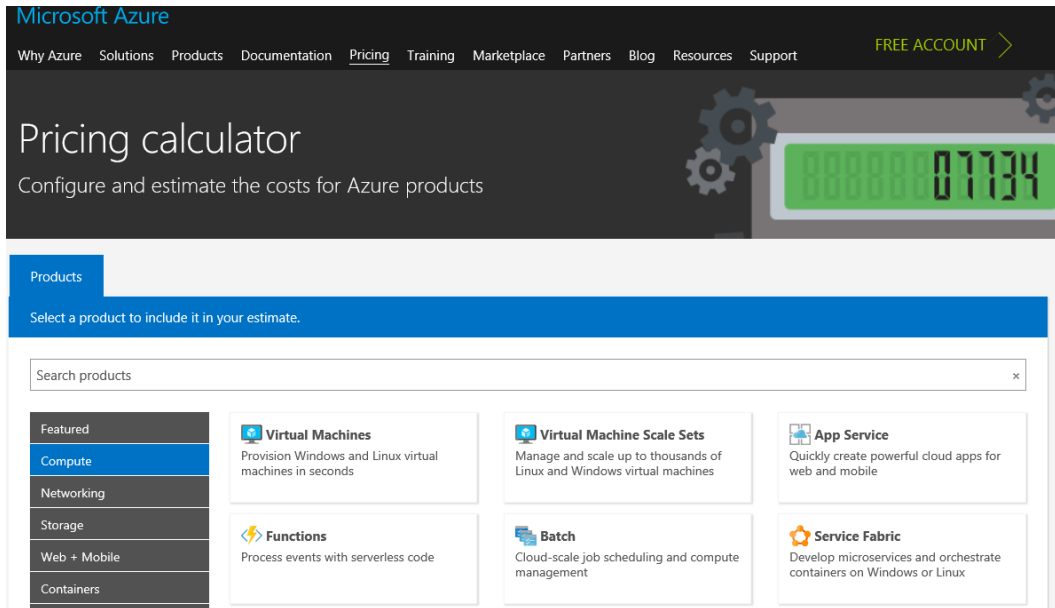 Microsoft Azure
Why Azure Solutions Products Documentation Pricing Training Marketplace Partners Blog Resources Support
FREE ACCOUNT
Pricing calculator
Configure and estimate the costs for Azure products
07734
Products
Select a product to include it in your estimate.
Search products
×
Featured
Compute
Networking
Storage
Web + Mobile
Containers
Virtual Machines
Provision Windows and Linux virtual
machines in seconds
Virtual Machine Scale Sets
Manage and scale up to thousands of
Linux and Windows virtual machines
App Service
Quickly create powerful cloud apps for
web and mobile
Functions
Process events with serverless code
Batch
Cloud-scale job scheduling and compute
management
Service Fabric
Develop microservices and orchestrate
containers on Windows or Linux